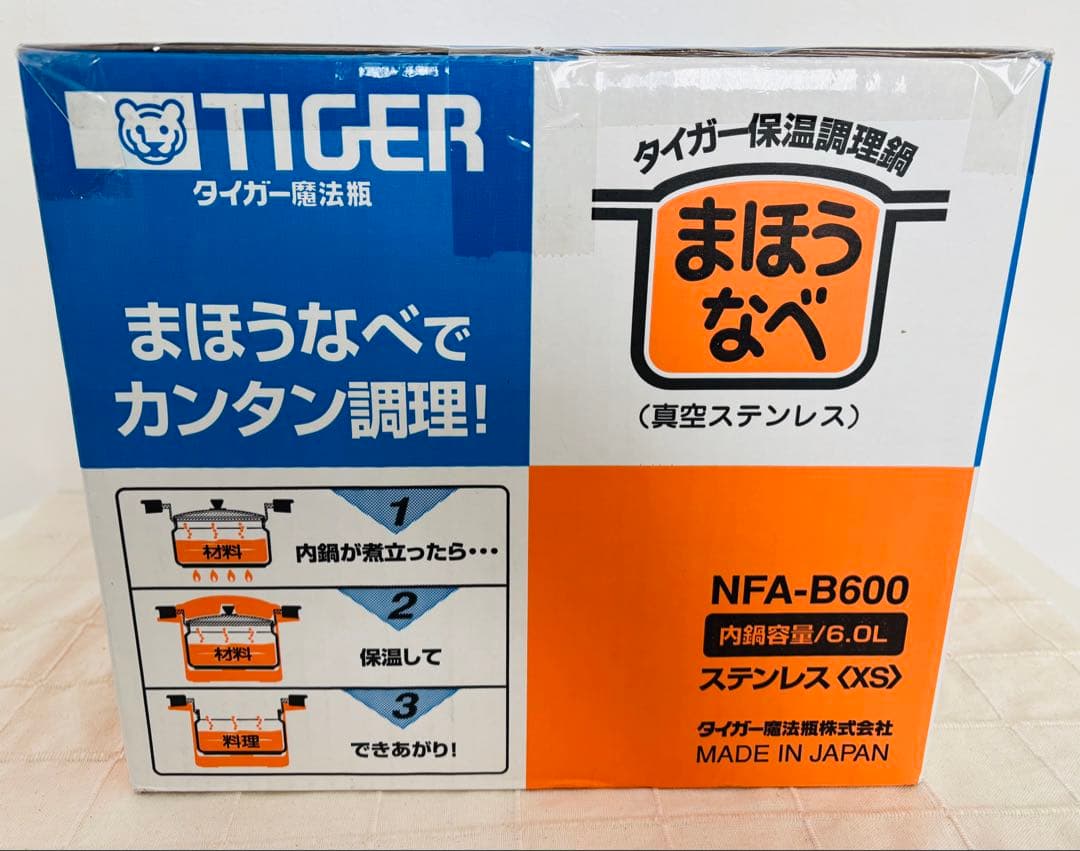 TIGER
タイガー魔法瓶
まほうなべで
カンタン調理!
タイガー保温調理鍋
まほう
なべ
(真空ステンレス)
1
材料
内鍋が煮立ったら・・・
2
材料
保温して
3
料理
できあがり!
NFA-B600
内鍋容量/6.0L
ステンレス〈XS〉
タイガー魔法瓶株式会社
MADE IN JAPAN